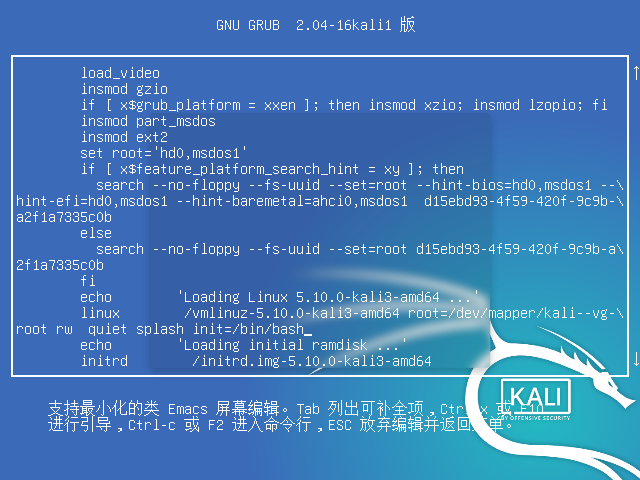 GNU GRUB  2.04-16kali1 版
load_video
insmod gzio
if [ x$grub_platform = xxen ]; then insmod xzio; insmod lzopio; fi
insmod part_msdos
insmod ext2
set root='hd0,msdos1'
if [ x$feature_platform_search_hint = xy ]; then
search --no-floppy --fs-uuid --set=root --hint-bios=hd0,msdos1 --\
hint-efi=hd0,msdos1 --hint-baremetal=ahci0,msdos1  d15ebd93-4f59-420f-9c9b-\
a2f1a7335c0b
else
search --no-floppy --fs-uuid --set=root d15ebd93-4f59-420f-9c9b-a\
2f1a7335c0b
fi
echo        'Loading Linux 5.10.0-kali3-amd64 ...'
linux        /vmlinuz-5.10.0-kali3-amd64 root=/dev/mapper/kali--vg-\
root rw  quiet splash init=/bin/bash
echo        'Loading initial ramdisk ...'
initrd        /initrd.img-5.10.0-kali3-amd64
支持最小化的类 Emacs 屏幕编辑。Tab 列出可补全项，Ctrl-x 或 F10
进行引导，Ctrl-c 或 F2 进入命令行，ESC 放弃编辑并返回菜单。
KALI
BY OFFENSIVE SECURITY